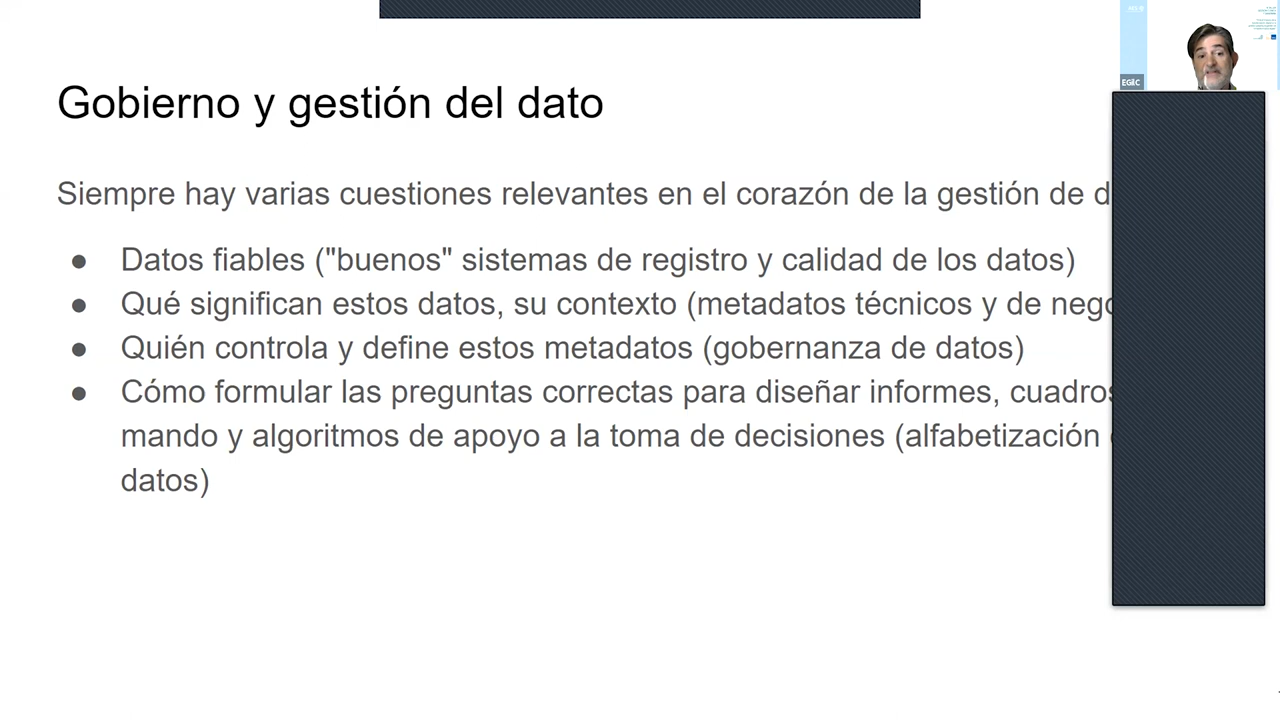 Gobierno y gestión del dato
Siempre hay varias cuestiones relevantes en el corazón de la gestión de
● Datos fiables ("buenos" sistemas de registro y calidad de los datos)
● Qué significan estos datos, su contexto (metadatos técnicos y de
● Quién controla y define estos metadatos (gobernanza de datos)
● Cómo formular las preguntas correctas para diseñar informes, cuadros
mando y algoritmos de apoyo a la toma de decisiones (alfabetización
datos)
EGEC